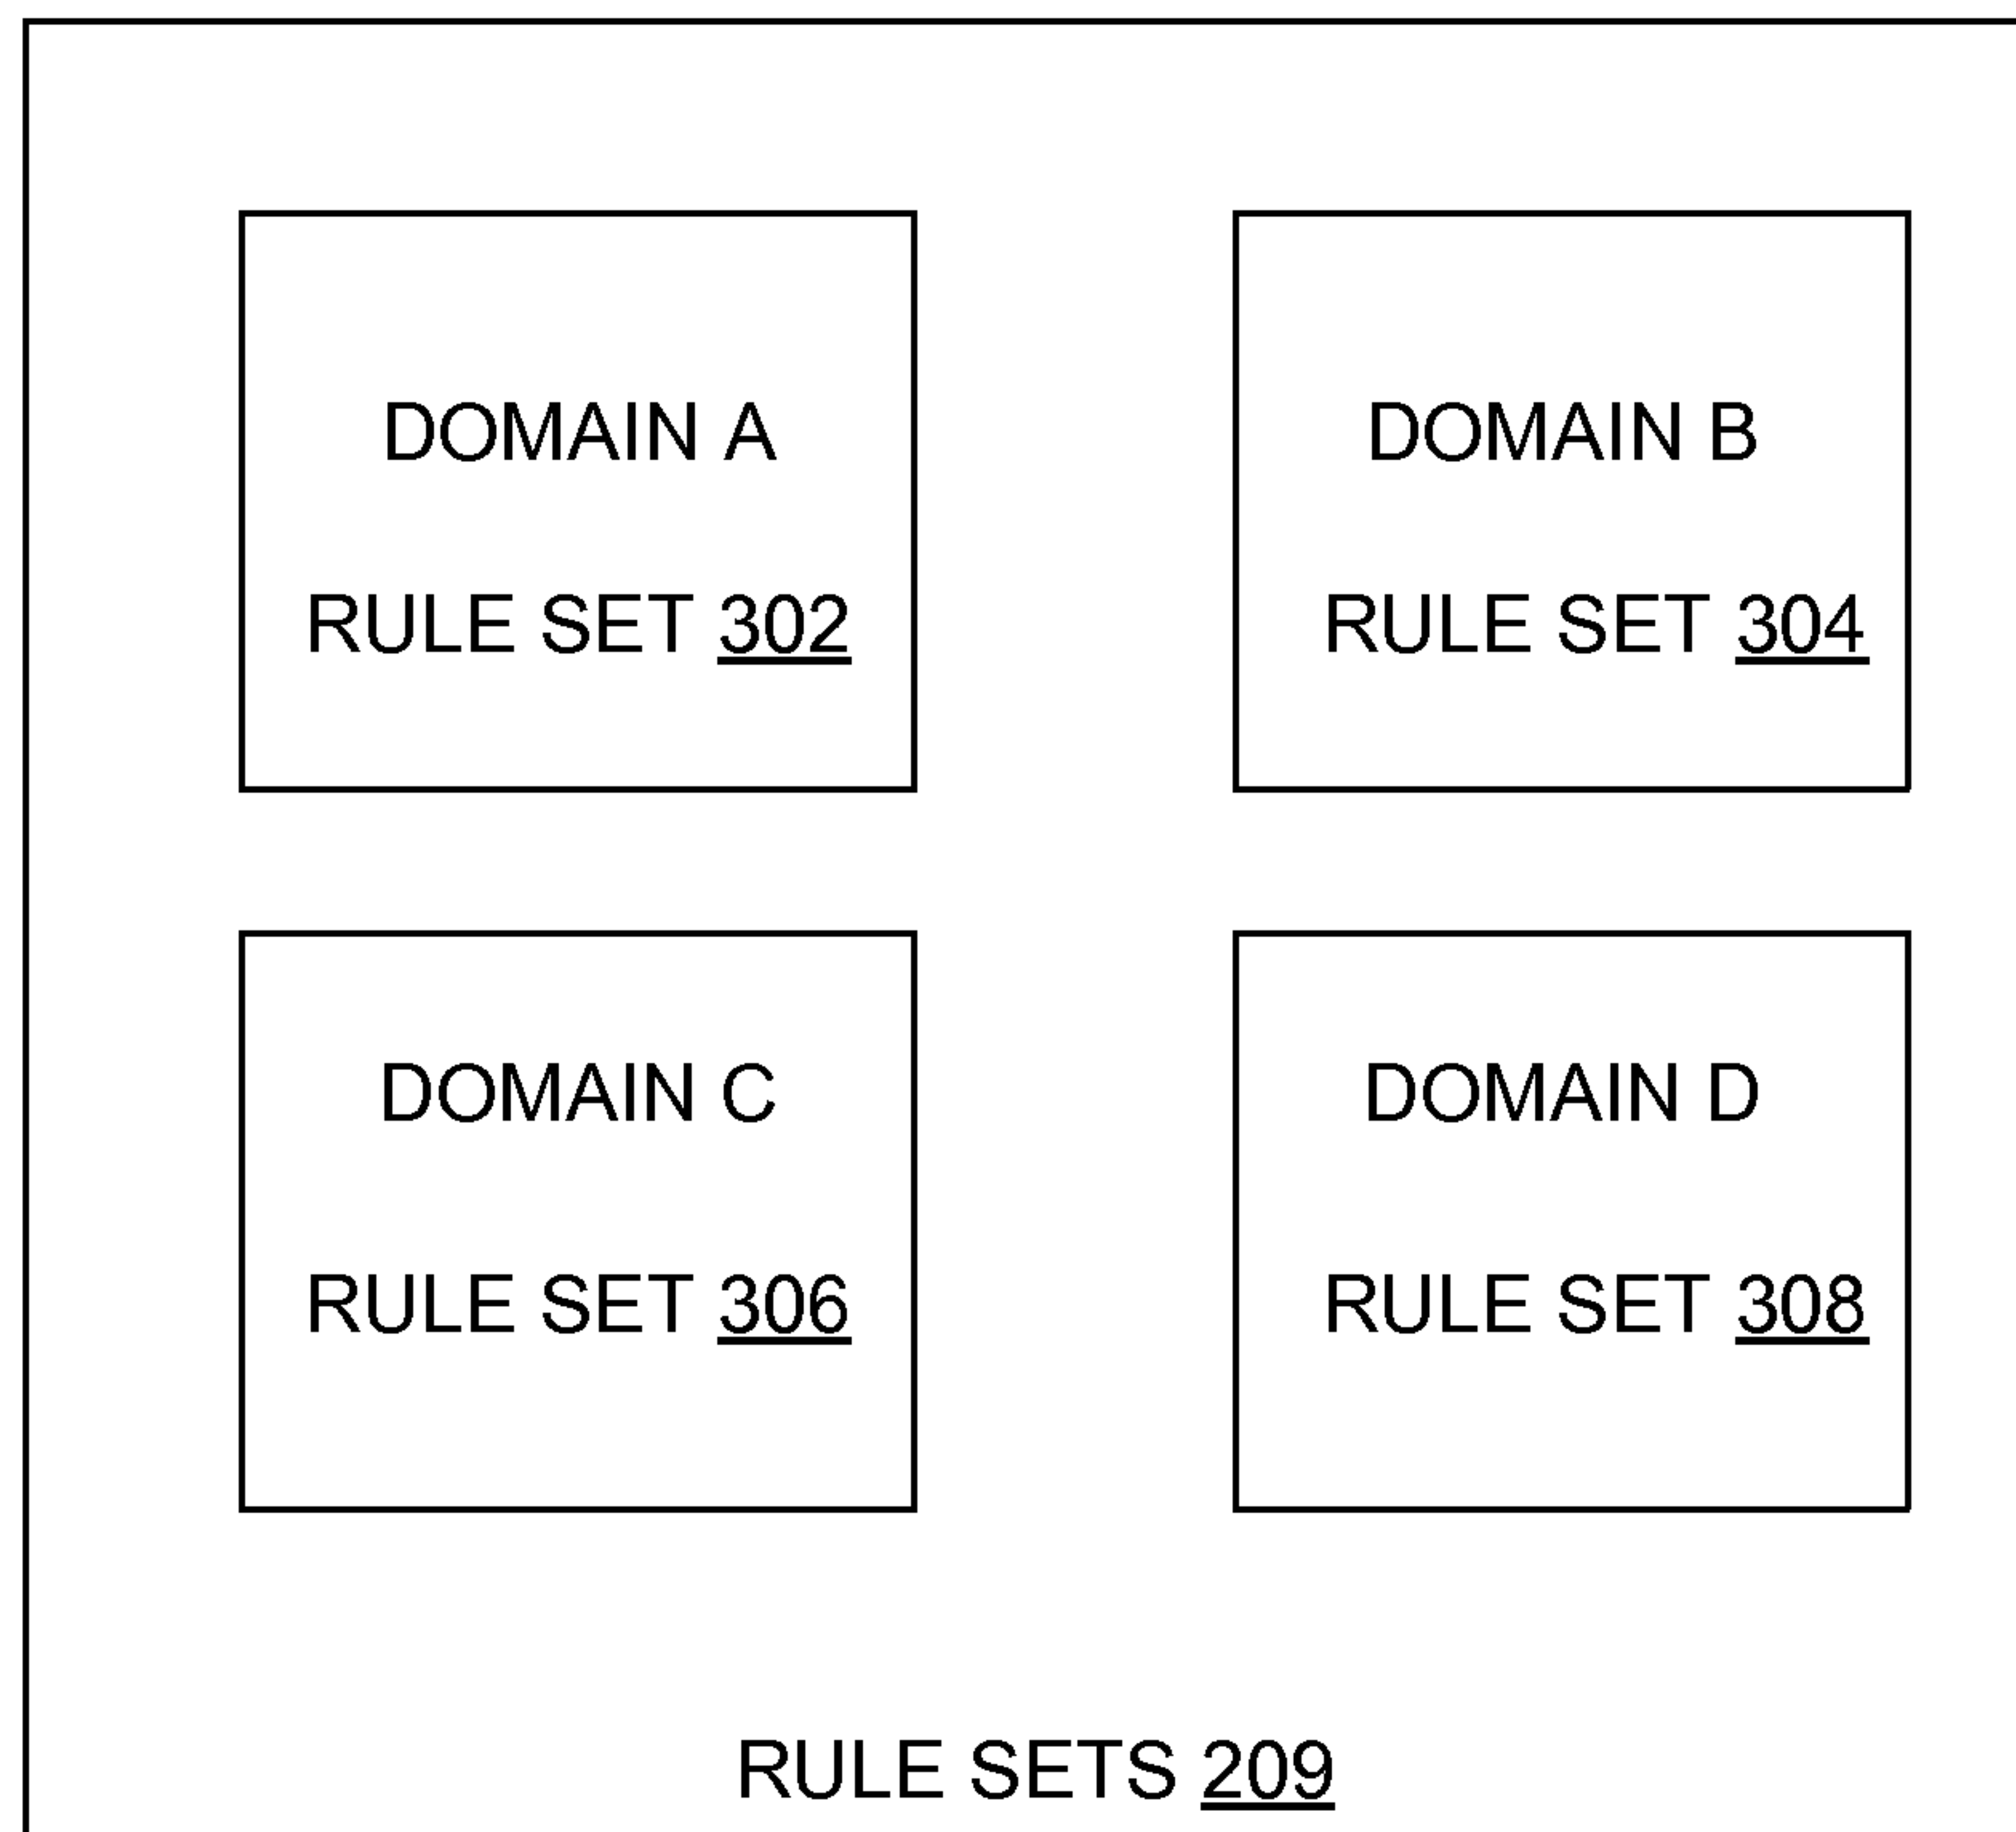 DOMAIN A
RULE SET 302
DOMAIN B
RULE SET 304
DOMAIN C
RULE SET 306
DOMAIN D
RULE SET 308
RULE SETS 209